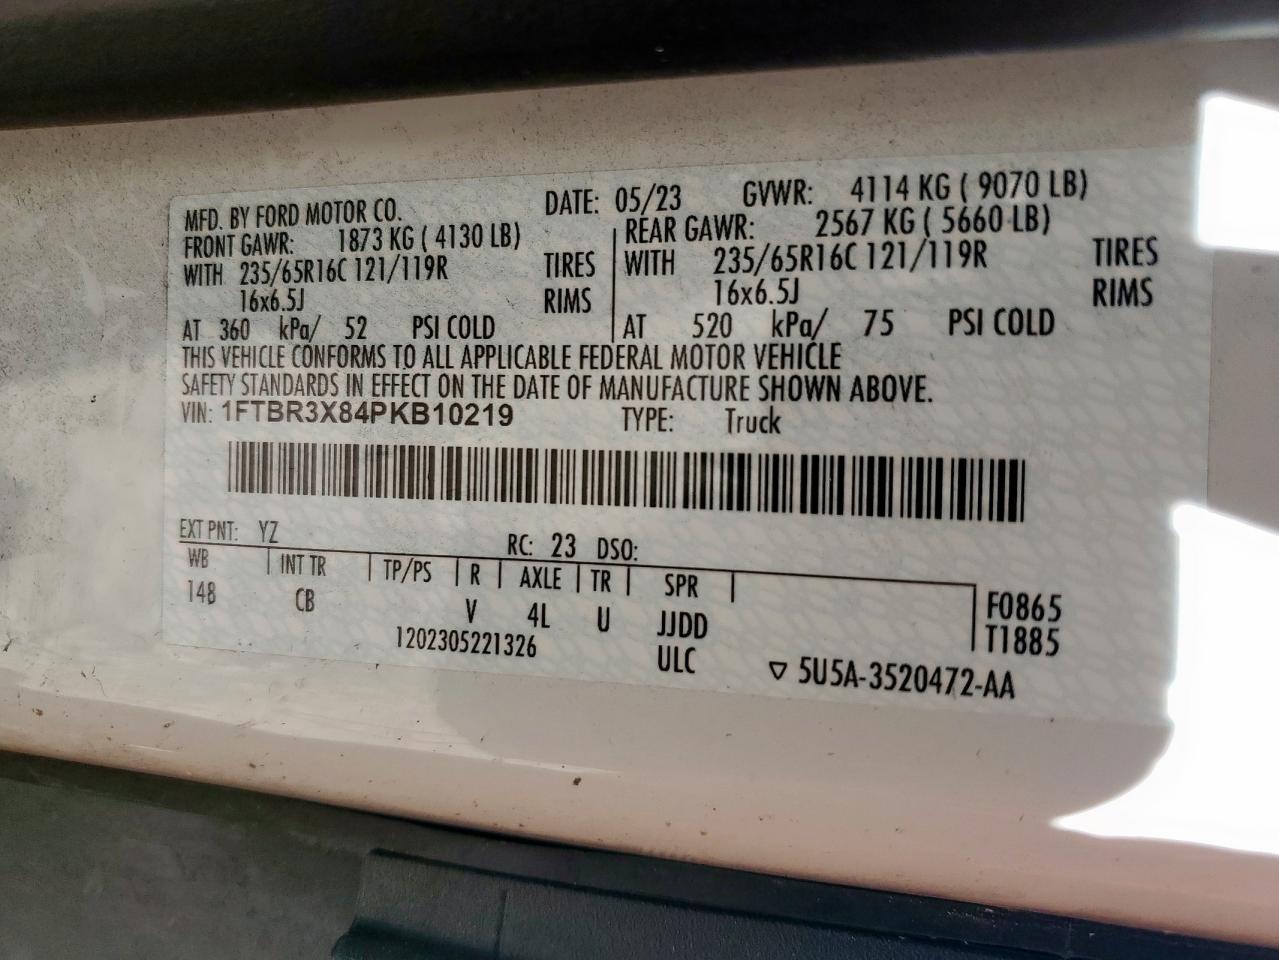 MFD. BY FORD MOTOR CO. DATE: 05/23 GVWR: 4114 KG ( 9070 LB)
FRONT GAWR: 1873 KG ( 4130 LB) REAR GAWR: 2567 KG ( 5660 LB)
WITH 235/65R16C 121/119R TIRES WITH 235/65R16C 121/119R TIRES
16x6.5J RIMS 16x6.5J RIMS
AT 360 kPa/ 52 PSI COLD AT 520 kPa/ 75 PSI COLD
THIS VEHICLE CONFORMS TO ALL APPLICABLE FEDERAL MOTOR VEHICLE
SAFETY STANDARDS IN EFFECT ON THE DATE OF MANUFACTURE SHOWN ABOVE.
VIN: 1FTBR3X84PKB10219 TYPE: Truck
EXT PNT: YZ RC: 23 DSO:
WB INT TR TP/PS R AXLE TR SPR F0865
148 CB V 4L U JJDD T1885
1202305221326 ULC ▽ 5U5A-3520472-AA